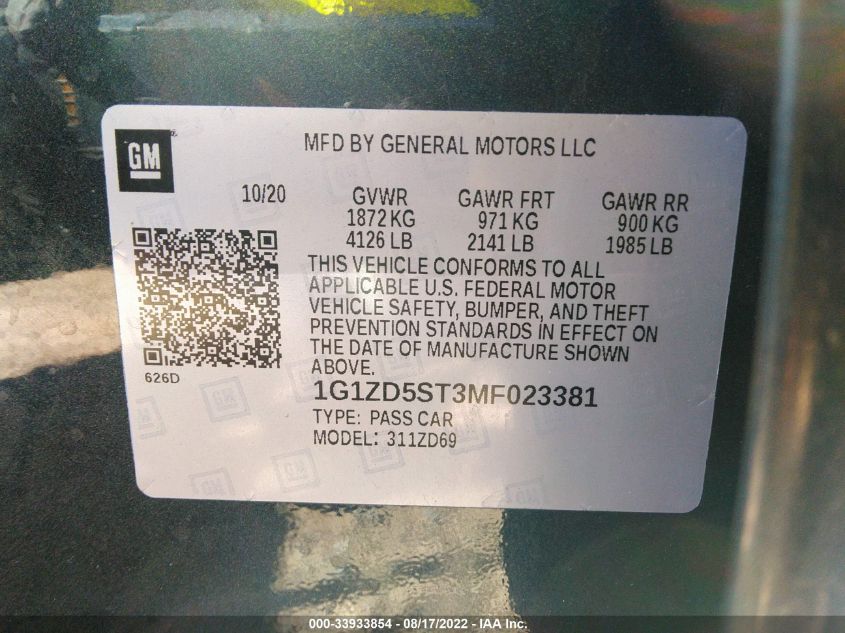 GM
MFD BY GENERAL MOTORS LLC
10/20 GVWR GAWR FRT GAWR RR
1872 KG 971 KG 900 KG
4126 LB 2141 LB 1985 LB
THIS VEHICLE CONFORMS TO ALL
APPLICABLE U.S. FEDERAL MOTOR
VEHICLE SAFETY, BUMPER, AND THEFT
PREVENTION STANDARDS IN EFFECT ON
THE DATE OF MANUFACTURE SHOWN
ABOVE.
626D
1G1ZD5ST3MF023381
TYPE: PASS CAR
MODEL: 311ZD69
000-33933854 - 08/17/2022 - IAA Inc.